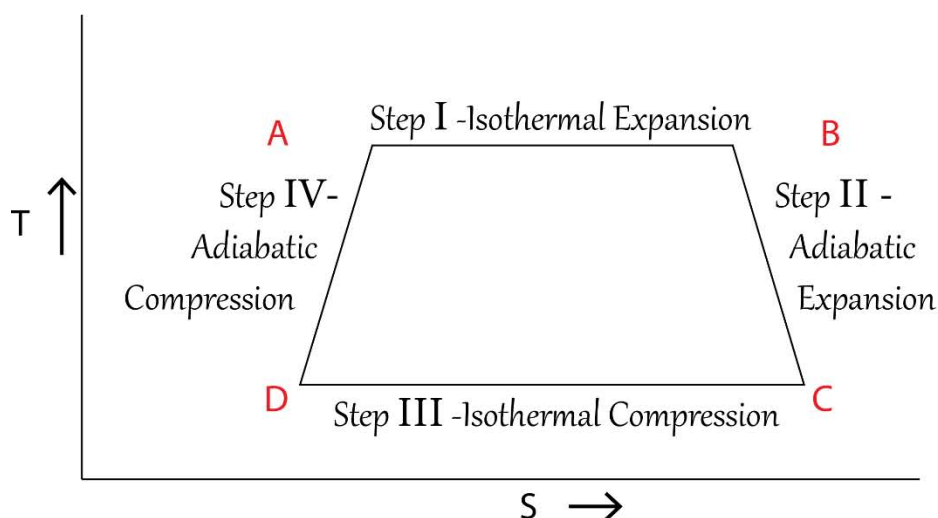 Step I -Isothermal Expansion
A
B
Step IV-
Adiabatic
Compression
Step II -
Adiabatic
Expansion
T
D
C
Step III -Isothermal Compression
S